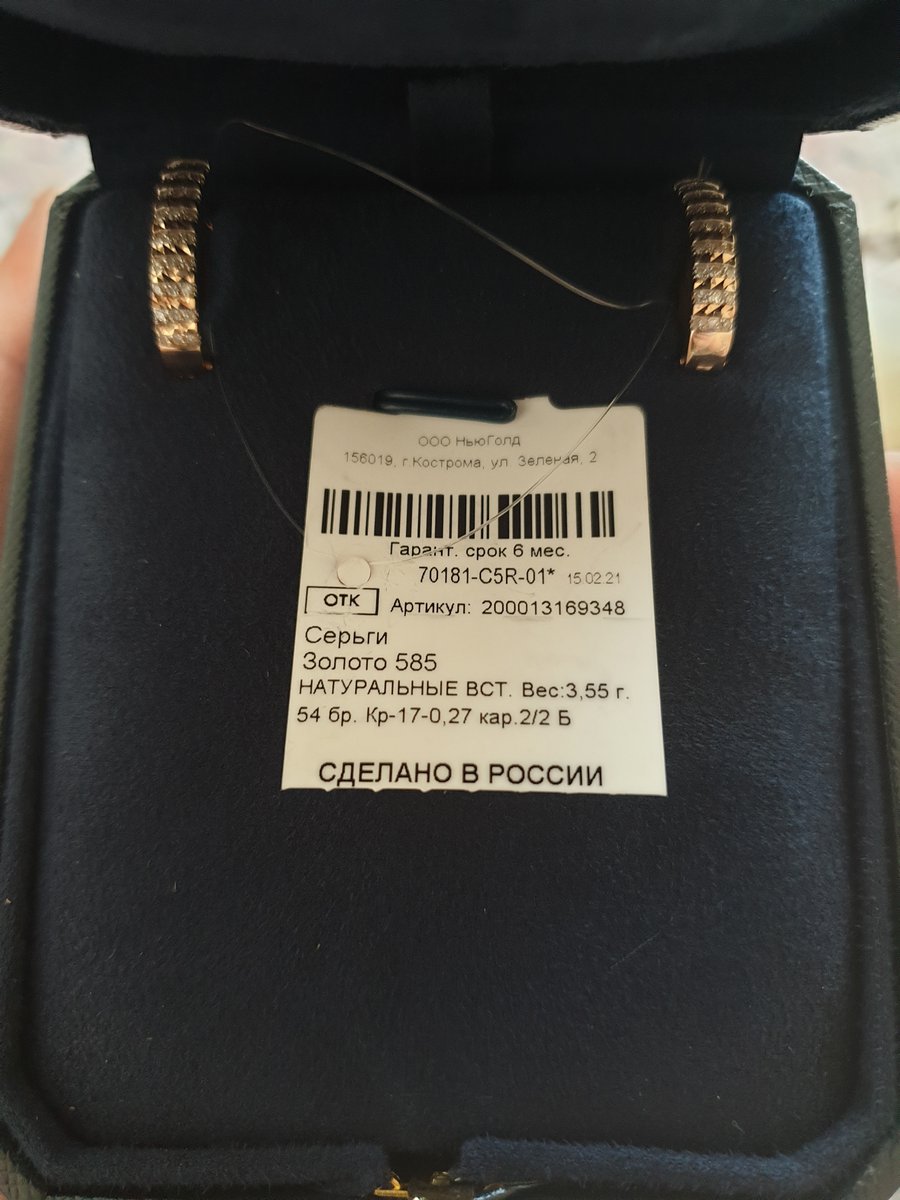 ООО НьюГолд
156019, г.Кострома, ул. Зеленая, 2
Гарант. срок 6 мес.
70181-C5R-01* 15.02.21
ОТК Артикул: 200013169348
Серьги
Золото 585
НАТУРАЛЬНЫЕ ВСТ. Вес:3,55 г.
54 бр. Кр-17-0,27 кар.2/2 Б
СДЕЛАНО В РОССИИ